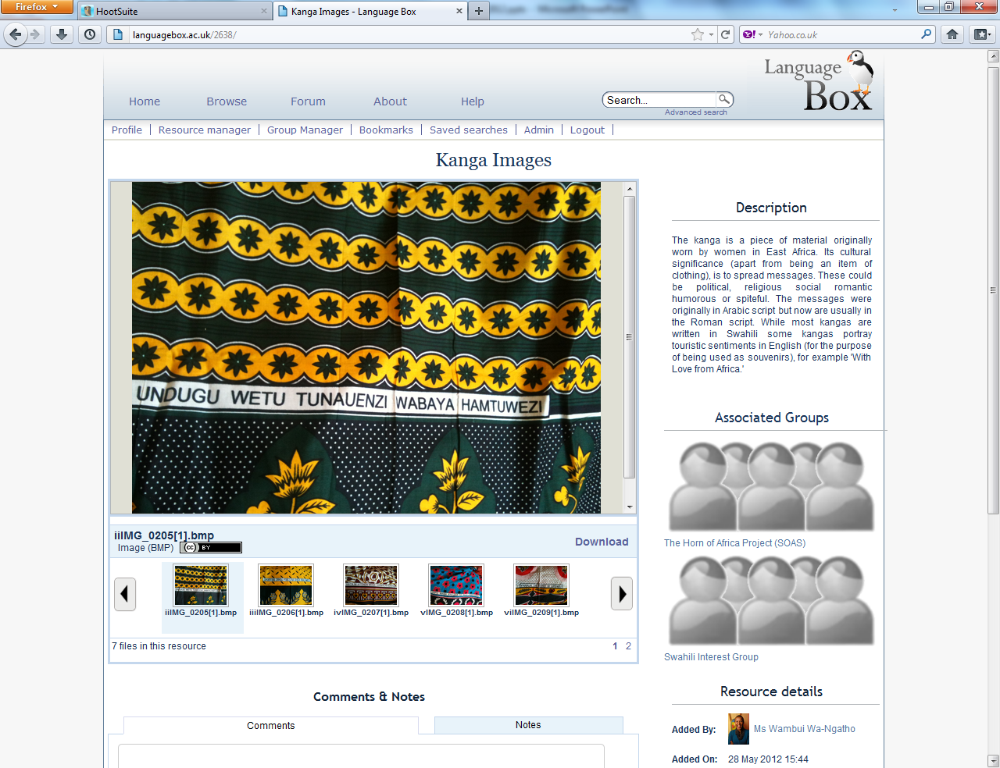 Firefox
HootSuite
Kanga Images - Language Box
languagebox.ac.uk/2638/
Yahoo.co.uk
Language
Box
Home Browse Forum About Help
Search...
Advanced search
Profile Resource manager Group Manager Bookmarks Saved searches Admin Logout
Kanga Images
UNDUGU WETU TUNAUENZI WABAYA HAMTUWEZI
iiIMG_0205[1].bmp
Image (BMP) cc BY
Download
iiIMG_0205[1].bmp iiiIMG_0206[1].bmp ivIMG_0207[1].bmp vIMG_0208[1].bmp viIMG_0209[1].bmp
7 files in this resource
1 2
Comments & Notes
Comments Notes
Description
The kanga is a piece of material originally
worn by women in East Africa. Its cultural
significance (apart from being an item of
clothing), is to spread messages. These could
be political, religious social romantic
humorous or spiteful. The messages were
originally in Arabic script but now are usually in
the Roman script. While most kangas are
written in Swahili some kangas portray
touristic sentiments in English (for the purpose
of being used as souvenirs), for example 'With
Love from Africa.'
Associated Groups
The Horn of Africa Project (SOAS)
Swahili Interest Group
Resource details
Added By: Ms Wambui Wa-Ngatho
Added On: 28 May 2012 15:44